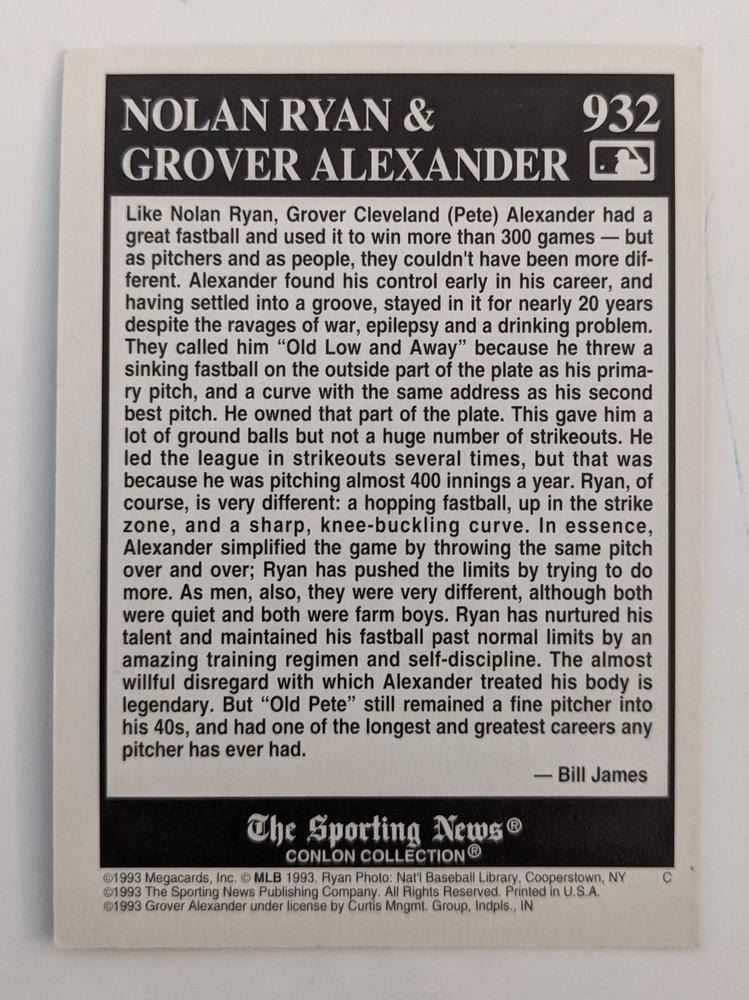 NOLAN RYAN &
932
GROVER ALEXANDER
Like Nolan Ryan, Grover Cleveland (Pete) Alexander had a
great fastball and used it to win more than 300 games — but
as pitchers and as people, they couldn't have been more dif-
ferent. Alexander found his control early in his career, and
having settled into a groove, stayed in it for nearly 20 years
despite the ravages of war, epilepsy and a drinking problem.
They called him “Old Low and Away” because he threw a
sinking fastball on the outside part of the plate as his prima-
ry pitch, and a curve with the same address as his second
best pitch. He owned that part of the plate. This gave him a
lot of ground balls but not a huge number of strikeouts. He
led the league in strikeouts several times, but that was
because he was pitching almost 400 innings a year. Ryan, of
course, is very different: a hopping fastball, up in the strike
zone, and a sharp, knee-buckling curve. In essence,
Alexander simplified the game by throwing the same pitch
over and over; Ryan has pushed the limits by trying to do
more. As men, also, they were very different, although both
were quiet and both were farm boys. Ryan has nurtured his
talent and maintained his fastball past normal limits by an
amazing training regimen and self-discipline. The almost
willful disregard with which Alexander treated his body is
legendary. But “Old Pete” still remained a fine pitcher into
his 40s, and had one of the longest and greatest careers any
pitcher has ever had.
— Bill James
The Sporting News®
CONLON COLLECTION®
©1993 Megacards, Inc. © MLB 1993. Ryan Photo: Nat'l Baseball Library, Cooperstown, NY C
©1993 The Sporting News Publishing Company. All Rights Reserved. Printed in U.S.A.
©1993 Grover Alexander under license by Curtis Mngmt. Group, Indpls., IN